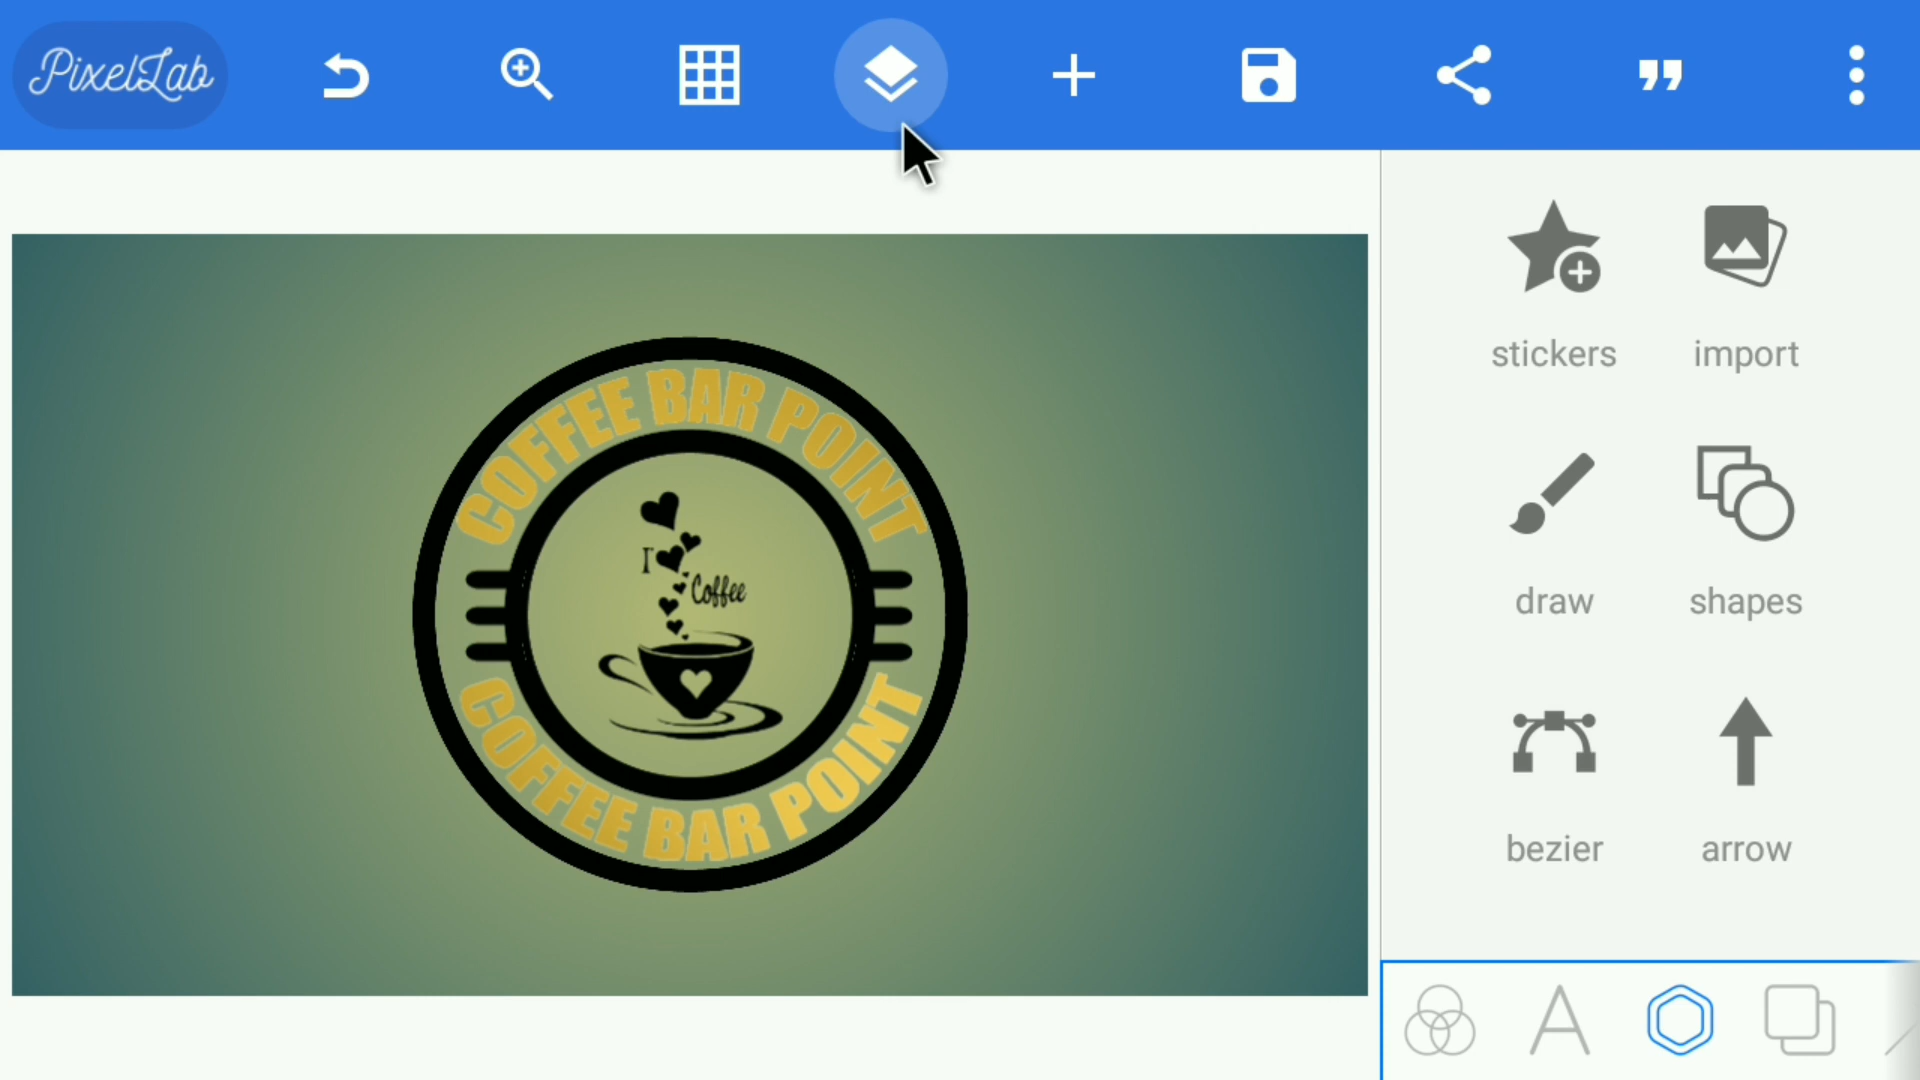 PixelLab
COFFEE BAR POINT
I
Coffee
COFFEE BAR POINT
stickers
import
draw
shapes
bezier
arrow